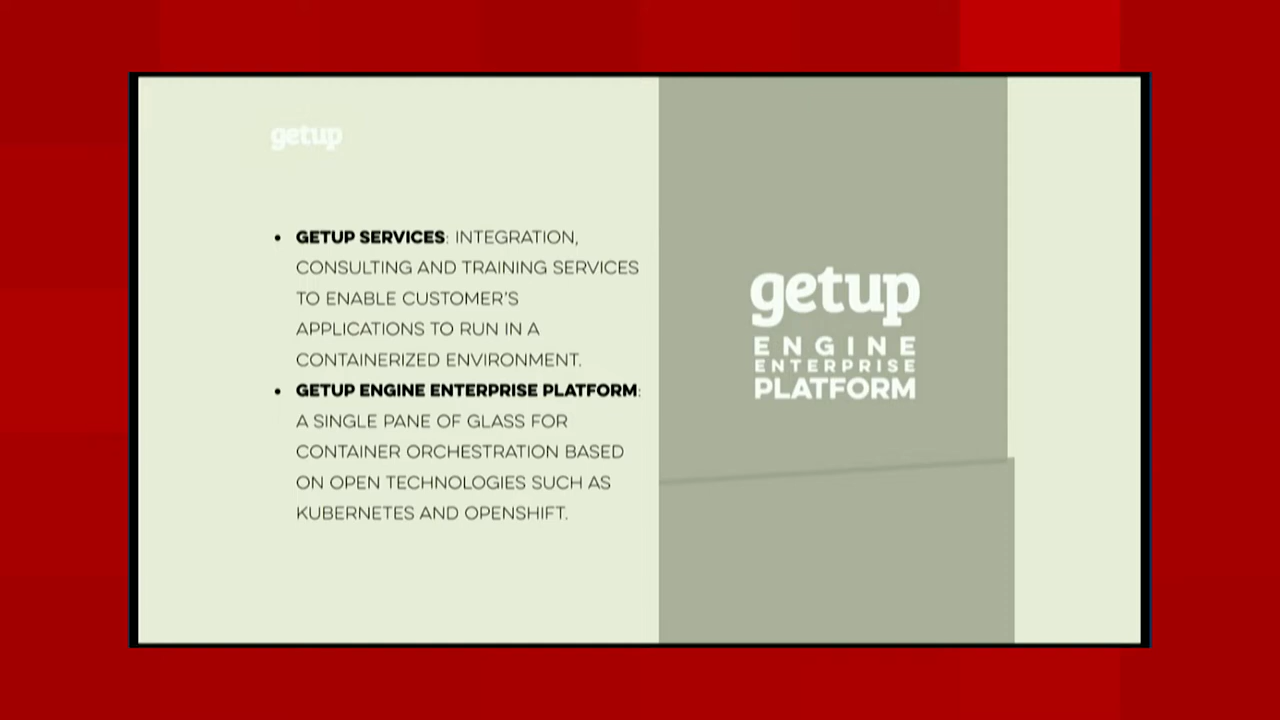 getup
• GETUP SERVICES: INTEGRATION,
CONSULTING AND TRAINING SERVICES
TO ENABLE CUSTOMER'S
APPLICATIONS TO RUN IN A
CONTAINERIZED ENVIRONMENT.
• GETUP ENGINE ENTERPRISE PLATFORM:
A SINGLE PANE OF GLASS FOR
CONTAINER ORCHESTRATION BASED
ON OPEN TECHNOLOGIES SUCH AS
KUBERNETES AND OPENSHIFT.
getup
ENGINE
ENTERPRISE
PLATFORM